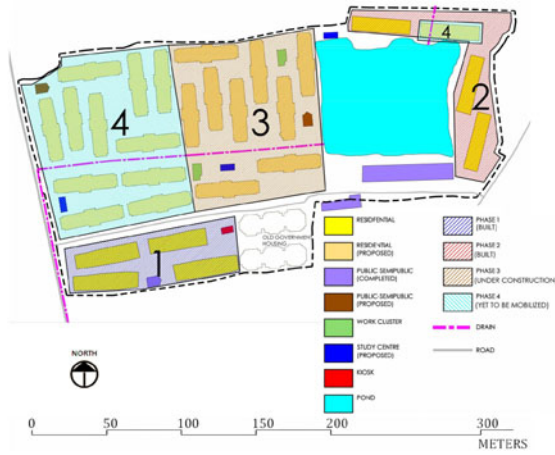 4
4
3
2
1
OLD GOVERNMENT
HOUSING
RESIDENTIAL
RESIDENTIAL
(PROPOSED)
PUBLIC-SEMIPUBLIC
(COMPLETED)
PUBLIC-SEMIPUBLIC
(PROPOSED)
WORK CLUSTER
STUDY CENTRE
(PROPOSED)
KIOSK
POND
PHASE 1
(BUILT)
PHASE 2
(BUILT)
PHASE 3
(UNDER CONSTRUCTION)
PHASE 4
(YET TO BE MOBILIZED)
DRAIN
ROAD
NORTH
0 50 100 150 200 300
METERS